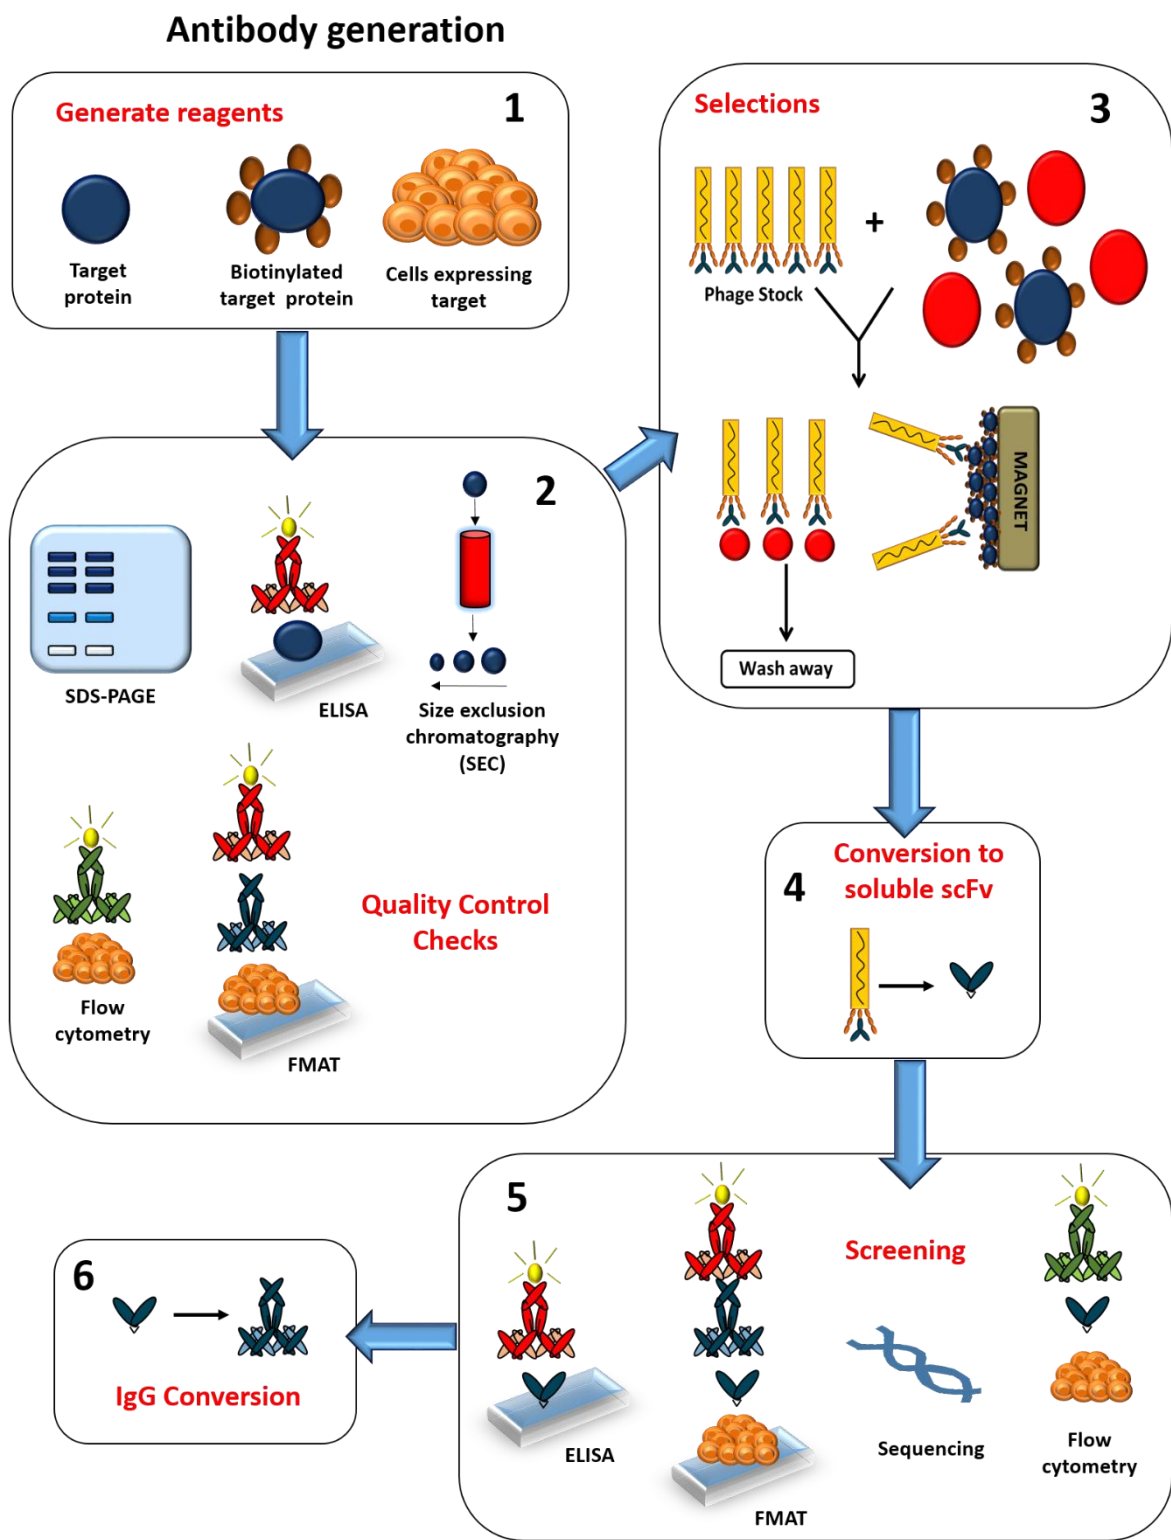 Antibody generation
Generate reagents
1
Target
protein
Biotinylated
target protein
Cells expressing
target
2
SDS-PAGE
ELISA
Size exclusion
chromatography
(SEC)
Flow
cytometry
FMAT
Quality Control
Checks
Selections
3
+
Phage Stock
MAGNET
Wash away
4
Conversion to
soluble scFv
5
Screening
ELISA
FMAT
Sequencing
Flow
cytometry
6
IgG Conversion